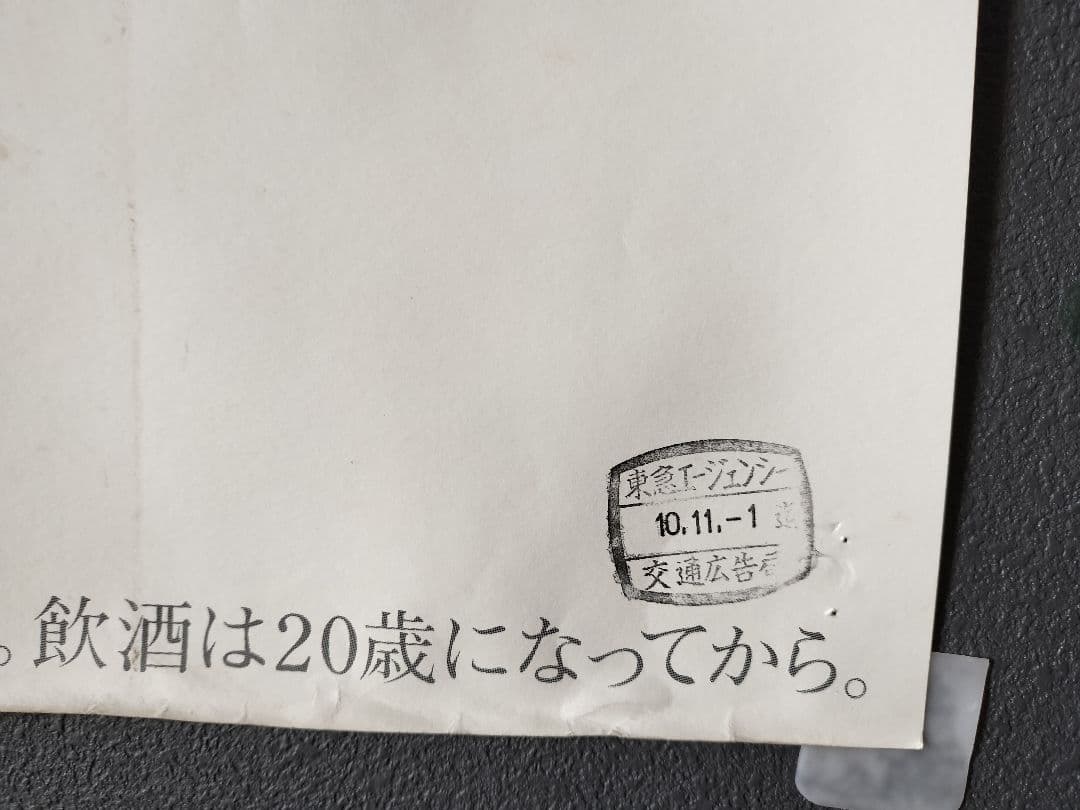 東急エージェンシー
10.11.-1 迄
交通広告
。飲酒は20歳になってから。